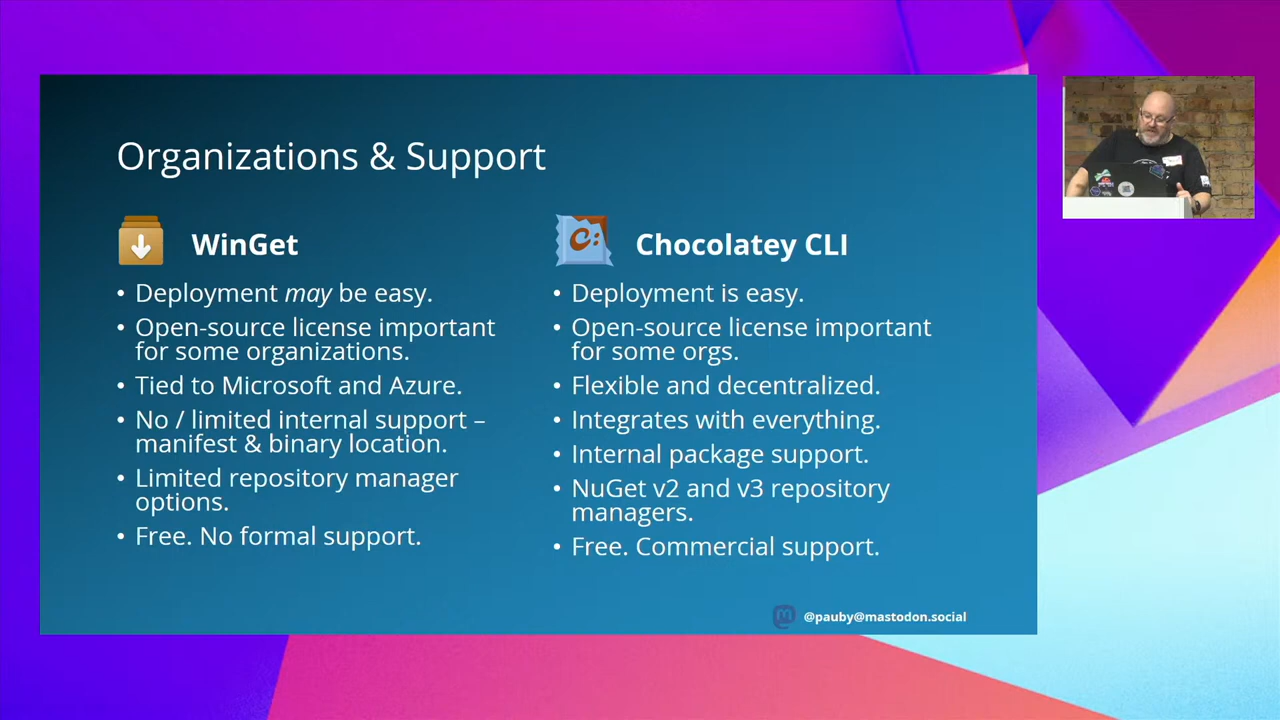 Organizations & Support
WinGet
• Deployment may be easy.
• Open-source license important
for some organizations.
• Tied to Microsoft and Azure.
• No / limited internal support –
manifest & binary location.
• Limited repository manager
options.
• Free. No formal support.
Chocolatey CLI
• Deployment is easy.
• Open-source license important
for some orgs.
• Flexible and decentralized.
• Integrates with everything.
• Internal package support.
• NuGet v2 and v3 repository
managers.
• Free. Commercial support.
@pauby@mastodon.social